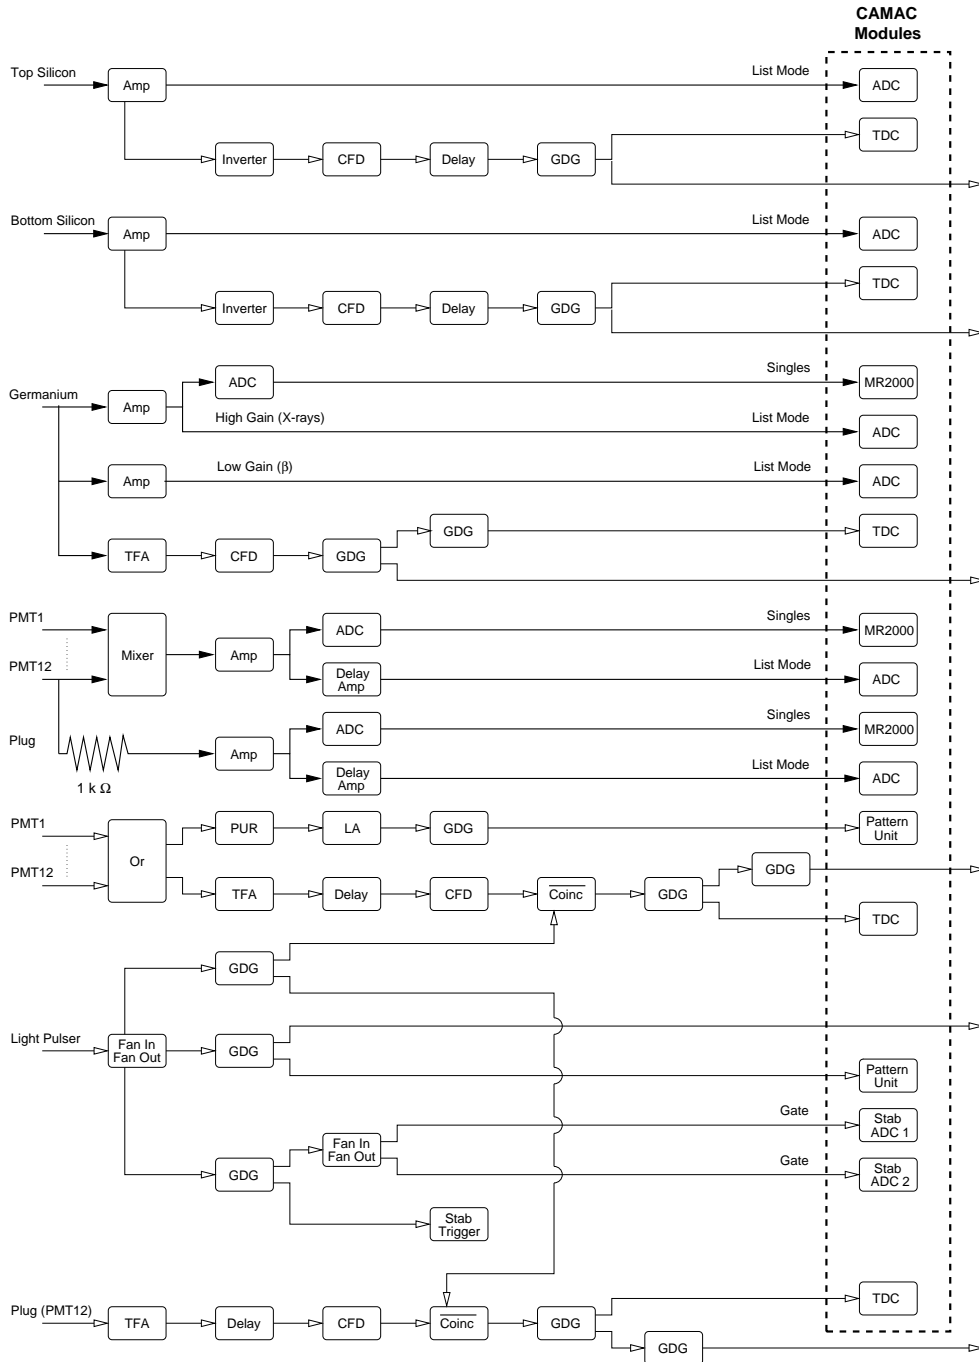 CAMAC
Modules
Top Silicon
Amp
List Mode
ADC
TDC
Inverter
CFD
Delay
GDG
Bottom Silicon
Amp
List Mode
ADC
TDC
Inverter
CFD
Delay
GDG
ADC
Singles
MR2000
Germanium
Amp
High Gain (X-rays)
List Mode
ADC
Low Gain (β)
List Mode
Amp
ADC
GDG
TDC
TFA
CFD
GDG
PMT1
Singles
ADC
MR2000
Mixer
Amp
PMT12
List Mode
Delay
Amp
ADC
Singles
ADC
MR2000
Plug
Amp
List Mode
Delay
Amp
ADC
1 k Ω
PMT1
PUR
LA
GDG
Pattern
Unit
Or
PMT12
GDG
TFA
Delay
CFD
Coinc
GDG
TDC
GDG
Light Pulser
Fan In
Fan Out
GDG
Pattern
Unit
Gate
Stab
ADC 1
Fan In
Fan Out
Gate
GDG
Stab
ADC 2
Stab
Trigger
TDC
Plug (PMT12)
TFA
Delay
CFD
Coinc
GDG
GDG